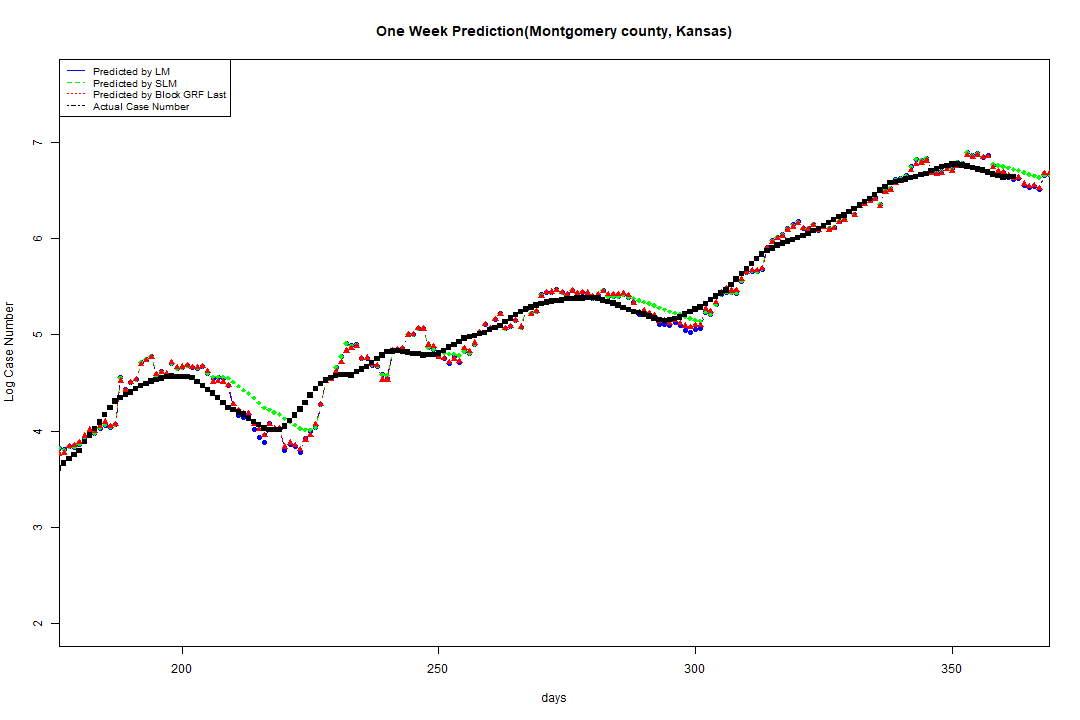 One Week Prediction(Montgomery county, Kansas)
Predicted by LM
Predicted by SLM
Predicted by Block GRF Last
Actual Case Number
7
6
5
4
3
2
Log Case Number
200 250 300 350
days